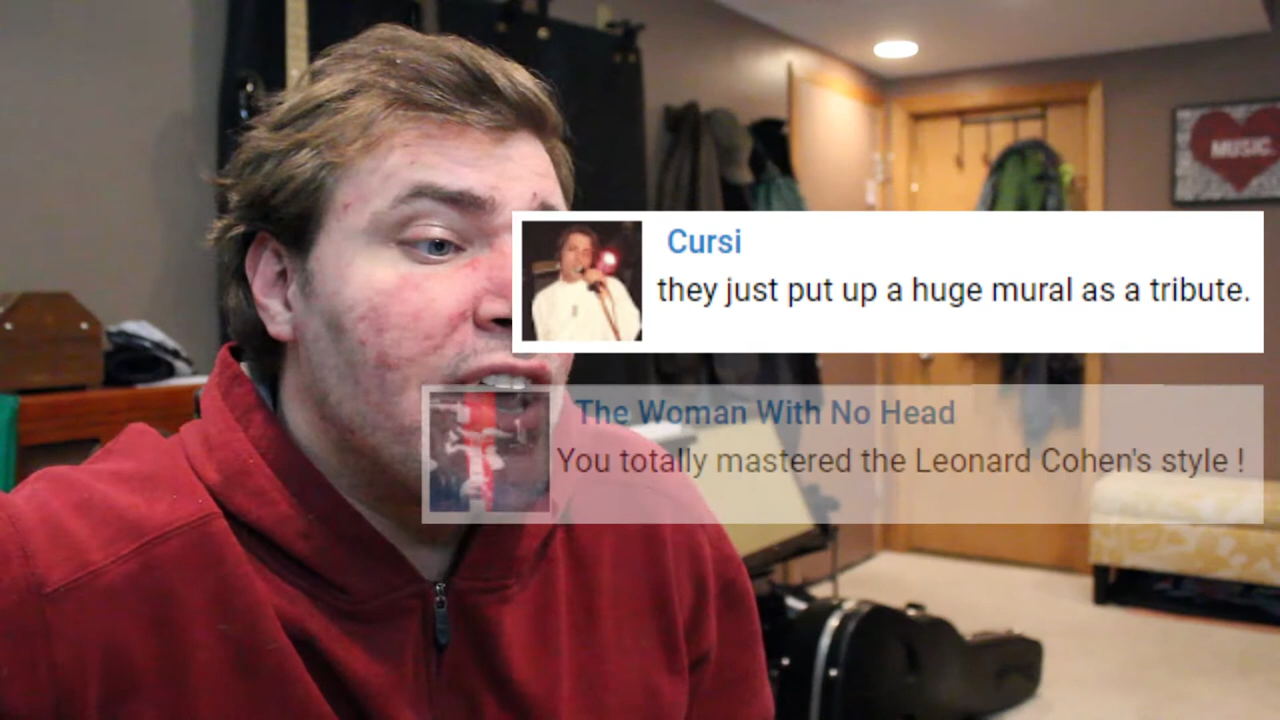 MUSIC.
Cursi
they just put up a huge mural as a tribute.
The Woman With No Head
You totally mastered the Leonard Cohen's style !